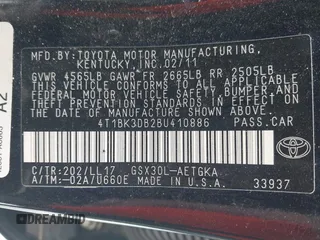 MFD. BY: TOYOTA MOTOR MANUFACTURING,
KENTUCKY,INC. 02/11
GVWR 4565LB GAWR FR 2665LB RR 2505LB
THIS VEHICLE CONFORMS TO ALL APPLICABLE
FEDERAL MOTOR VEHICLE SAFETY, BUMPER, AND
THEFT PREVENTION STANDARDS IN EFFECT ON
THE DATE OF MANUFACTURE SHOWN ABOVE.
4T1BK3DB2BU410886 PASS.CAR
C/TR:202/LL17 GSX30L-AETGKA
A/TM:-02A/U660E MADE IN U.S.A.
33937
TOYOTA
A2